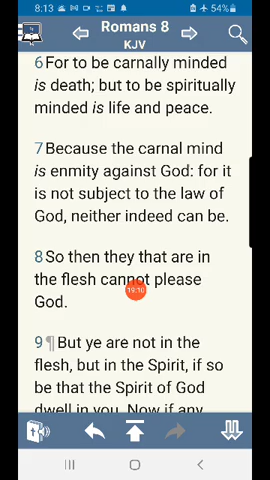 8:13
54%
Romans 8
KJV
6 For to be carnally minded
is death; but to be spiritually
minded is life and peace.
7 Because the carnal mind
is enmity against God: for it
is not subject to the law of
God, neither indeed can be.
8 So then they that are in
the flesh cannot please
God.
19:10
9 ¶ But ye are not in the
flesh, but in the Spirit, if so
be that the Spirit of God
dwell in you. Now if any